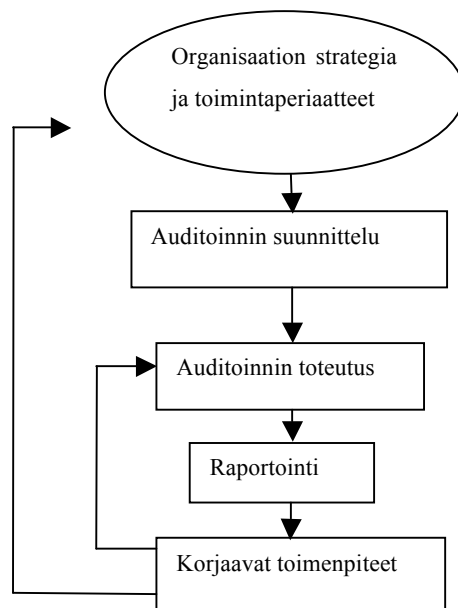 Organisaation strategia
ja toimintaperiaatteet
Auditoinnin suunnittelu
Auditoinnin toteutus
Raportointi
Korjaavat toimenpiteet